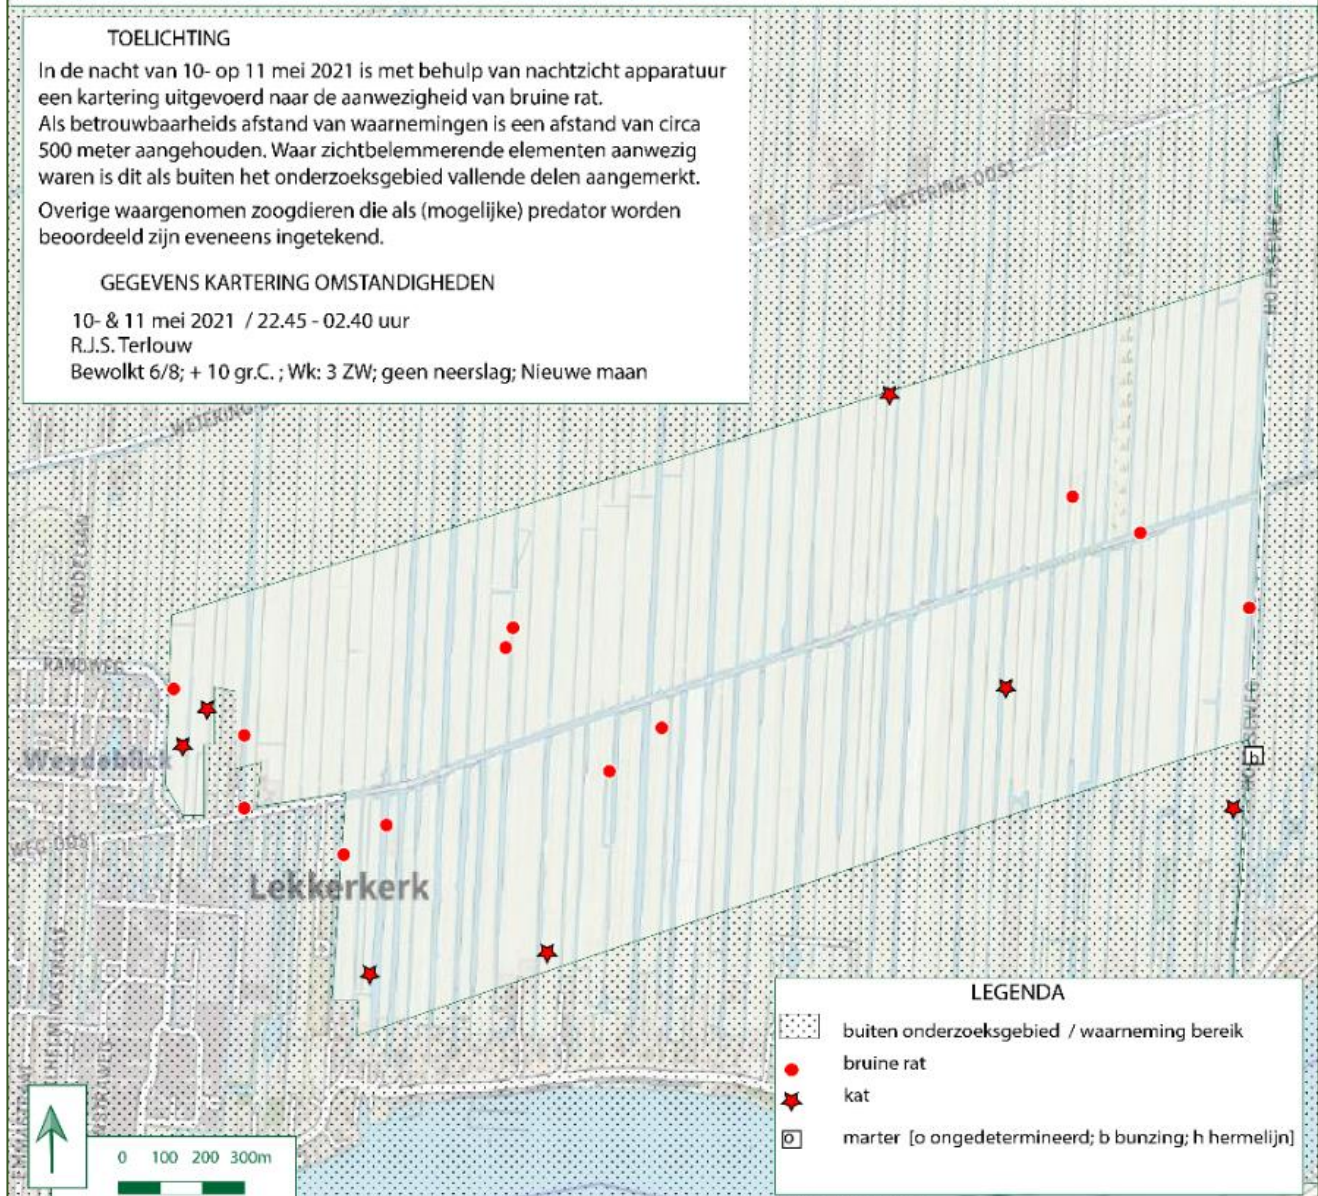 TOELICHTING
In de nacht van 10- op 11 mei 2021 is met behulp van nachtzicht apparatuur
een kartering uitgevoerd naar de aanwezigheid van bruine rat.
Als betrouwbaarheids afstand van waarnemingen is een afstand van circa
500 meter aangehouden. Waar zichtbelemmerende elementen aanwezig
waren is dit als buiten het onderzoeksgebied vallende delen aangemerkt.
Overige waargenomen zoogdieren die als (mogelijke) predator worden
beoordeeld zijn eveneens ingetekend.
GEGEVENS KARTERING OMSTANDIGHEDEN
10- & 11 mei 2021 / 22.45 - 02.40 uur
R.J.S. Terlouw
Bewolkt 6/8; + 10 gr.C. ; Wk: 3 ZW; geen neerslag; Nieuwe maan
WETERING-OOST
RANDWEG
WEG-OOST
Lekkerkerk
b
LEGENDA
buiten onderzoeksgebied / waarneming bereik
bruine rat
kat
o marter [o ongedetermineerd; b bunzing; h hermelijn]
0 100 200 300m